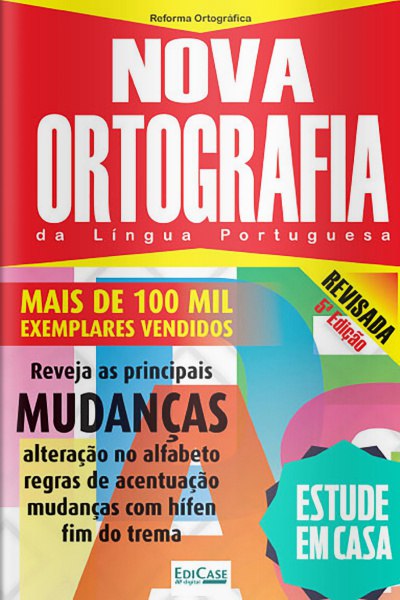 Reforma Ortográfica
NOVA
ORTOGRAFIA
da Língua Portuguesa
REVISADA
5ª Edição
MAIS DE 100 MIL
EXEMPLARES VENDIDOS
Reveja as principais
MUDANÇAS
alteração no alfabeto
regras de acentuação
mudanças com hífen
fim do trema
ESTUDE
EM CASA
EDICASE
digital